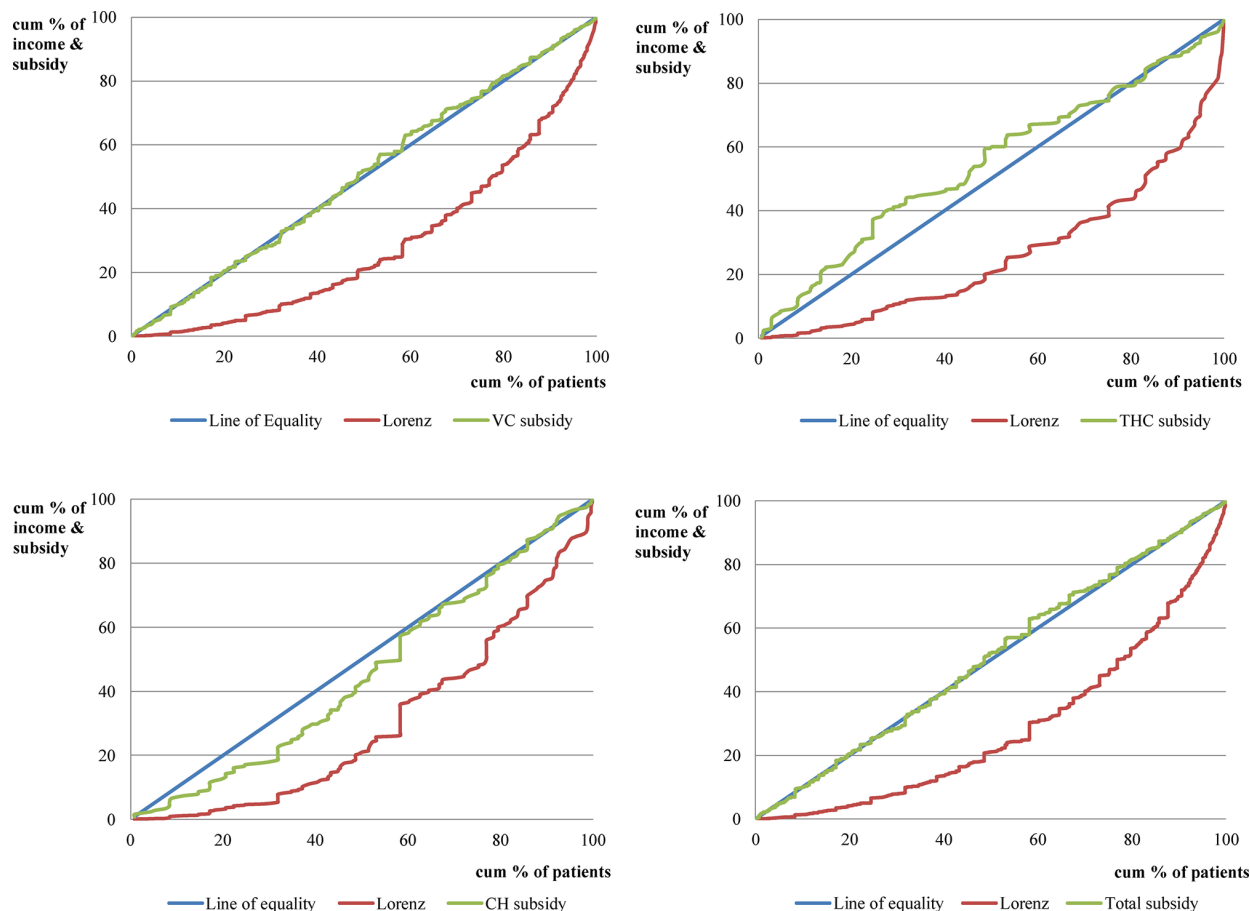 cum % of
income &
subsidy
100
80
60
40
20
0
0 20 40 60 80 100
cum % of patients
Line of Equality Lorenz VC subsidy
cum % of
income &
subsidy
100
80
60
40
20
0
0 20 40 60 80 100
cum % of patients
Line of equality Lorenz THC subsidy
cum % of
income &
subsidy
100
80
60
40
20
0
0 20 40 60 80 100
cum % of patients
Line of equality Lorenz CH subsidy
cum % of
income &
subsidy
100
80
60
40
20
0
0 20 40 60 80 100
cum % of patients
Line of equality Lorenz Total subsidy